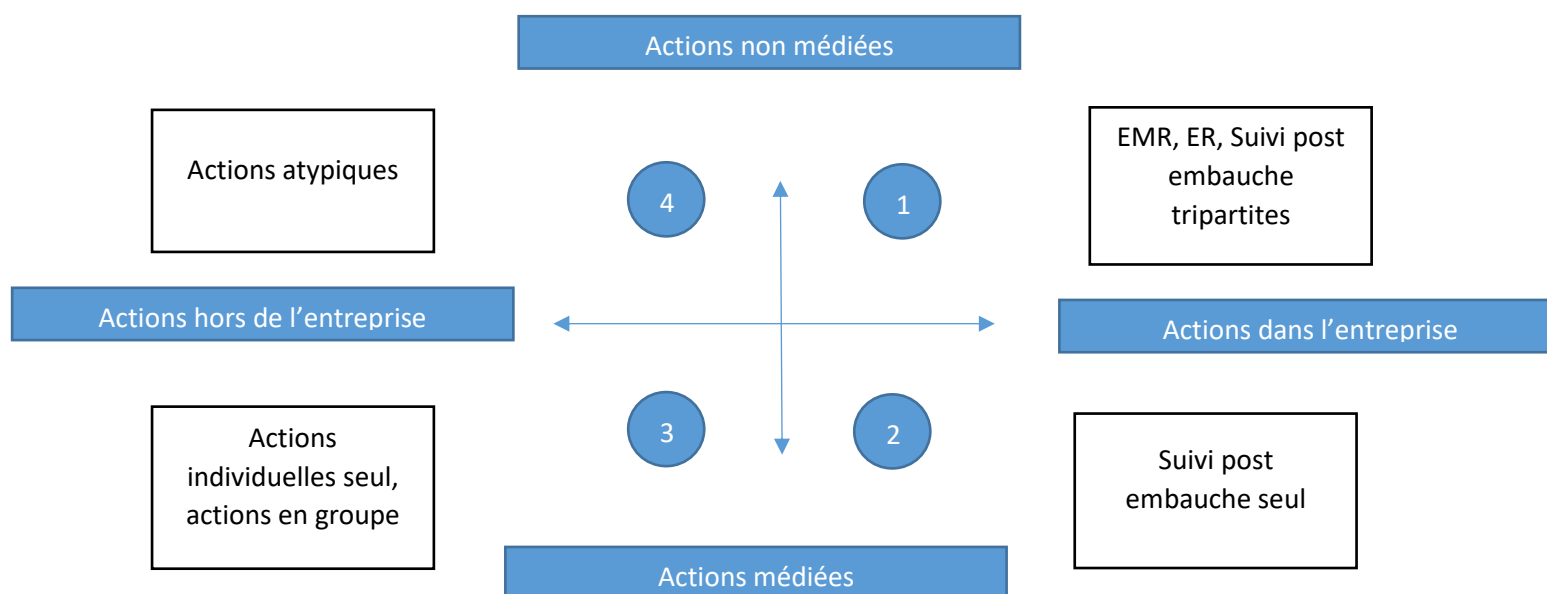 Actions non médiées
Actions atypiques
EMR, ER, Suivi post
embauche
tripartites
4
1
Actions hors de l'entreprise
Actions dans l'entreprise
3
2
Actions
individuelles seul,
actions en groupe
Suivi post
embauche seul
Actions médiées